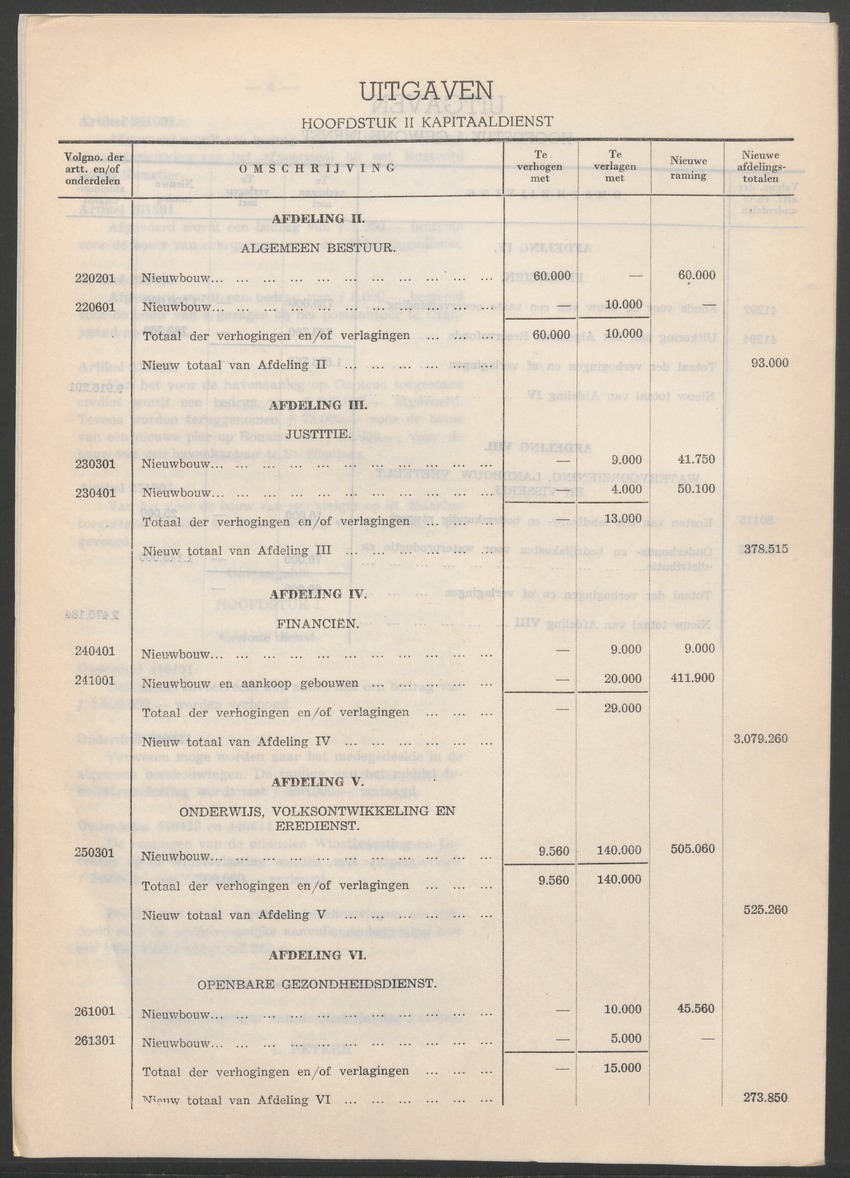 UITGAVEN
HOOFDSTUK II KAPITAALDIENST
Volgno. der artt. en/of onderdelen | OMSCHRIJVING | Te verhogen met | Te verlagen met | Nieuwe raming | Nieuwe afdelings-totalen
AFDELING II.
ALGEMEEN BESTUUR.
220201 Nieuwbouw... ... ... ... ... ... ... ... ... ... ... 60.000 — 60.000
220601 Nieuwbouw... ... ... ... ... ... ... ... ... ... ... — 10.000 —
Totaal der verhogingen en/of verlagingen ... ... ... 60.000 10.000
Nieuw totaal van Afdeling II ... ... ... ... ... ... 93.000
AFDELING III.
JUSTITIE.
230301 Nieuwbouw... ... ... ... ... ... ... ... ... ... ... — 9.000 41.750
230401 Nieuwbouw... ... ... ... ... ... ... ... ... ... ... — 4.000 50.100
Totaal der verhogingen en/of verlagingen ... ... ... — 13.000
Nieuw totaal van Afdeling III ... ... ... ... ... ... 378.515
AFDELING IV.
FINANCIËN.
240401 Nieuwbouw... ... ... ... ... ... ... ... ... ... ... — 9.000 9.000
241001 Nieuwbouw en aankoop gebouwen ... ... ... ... ... — 20.000 411.900
Totaal der verhogingen en/of verlagingen ... ... ... — 29.000
Nieuw totaal van Afdeling IV ... ... ... ... ... ... 3.079.260
AFDELING V.
ONDERWIJS, VOLKSONTWIKKELING EN
EREDIENST.
250301 Nieuwbouw... ... ... ... ... ... ... ... ... ... ... 9.560 140.000 505.060
Totaal der verhogingen en/of verlagingen ... ... ... 9.560 140.000
Nieuw totaal van Afdeling V ... ... ... ... ... ... 525.260
AFDELING VI.
OPENBARE GEZONDHEIDSDIENST.
261001 Nieuwbouw... ... ... ... ... ... ... ... ... ... ... — 10.000 45.560
261301 Nieuwbouw... ... ... ... ... ... ... ... ... ... ... — 5.000 —
Totaal der verhogingen en/of verlagingen ... ... ... — 15.000
Nieuw totaal van Afdeling VI ... ... ... ... ... ... 273.850